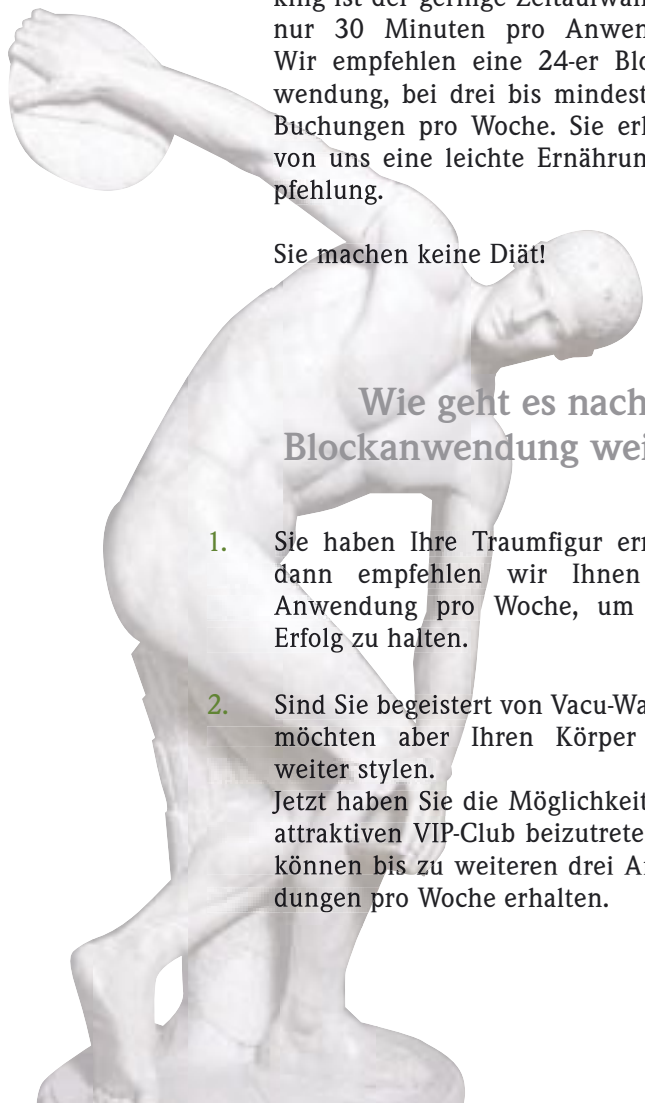 king ist der geringe Zeitaufwan
nur 30 Minuten pro Anwen
Wir empfehlen eine 24-er Blo
wendung, bei drei bis mindest
Buchungen pro Woche. Sie er
von uns eine leichte Ernährun
pfehlung.
Sie machen keine Diät!
Wie geht es nach
Blockanwendung wei
1. Sie haben Ihre Traumfigur er
dann empfehlen wir Ihnen
Anwendung pro Woche, um
Erfolg zu halten.
2. Sind Sie begeistert von Vacu-Wa
möchten aber Ihren Körper
weiter stylen.
Jetzt haben Sie die Möglichkeit
attraktiven VIP-Club beizutrete
können bis zu weiteren drei A
dungen pro Woche erhalten.